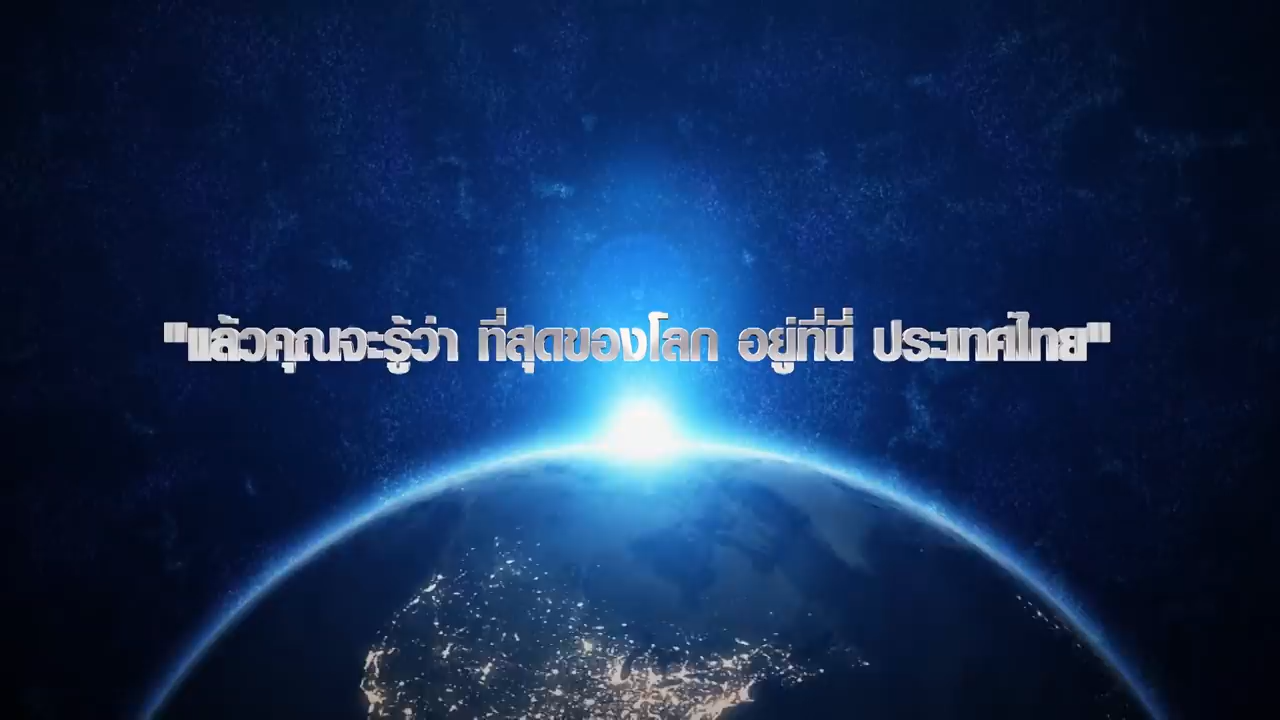 "แล้วคุณจะรู้ว่า ที่สุดของโลก อยู่ที่นี่ ประเทศไทย"